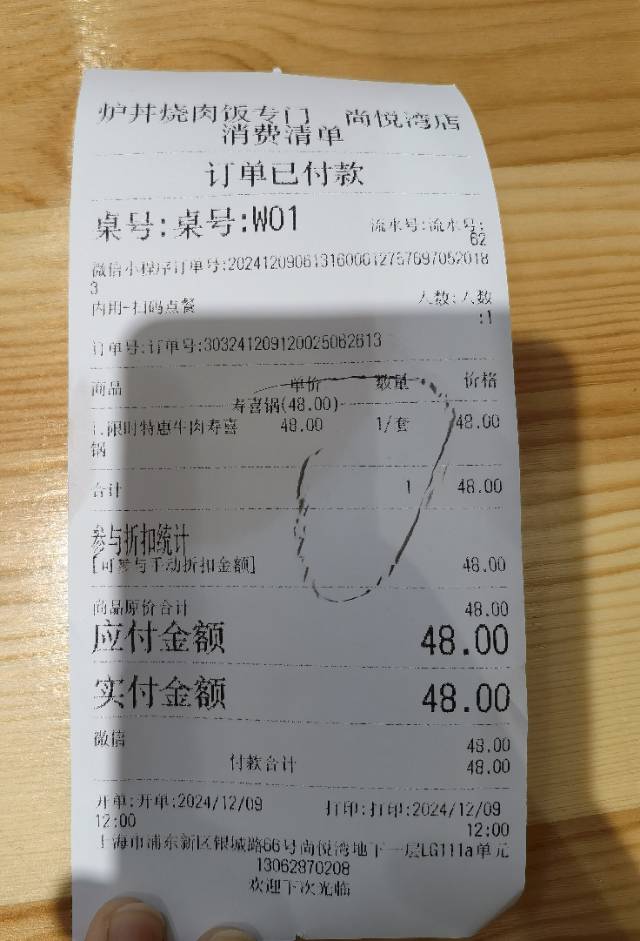 炉丼烧肉饭专门 尚悦湾店
消费清单
订单已付款
桌号:桌号:W01 流水号:流水号:
62
微信小程序订单号:2024120906131600012757697052018
3
内用-扫码点餐 人数:人数
:1
订单号:订单号:303241209120025062613
商品 单价 数量 价格
寿喜锅(48.00)
1.限时特惠牛肉寿喜 48.00 1/套 48.00
锅
合计 1 48.00
参与折扣统计
[可参与手动折扣金额] 48.00
商品原价合计 48.00
应付金额 48.00
实付金额 48.00
微信 48.00
付款合计 48.00
开单:开单:2024/12/09 打印:打印:2024/12/09
12:00 12:00
上海市浦东新区银城路66号尚悦湾地下一层LG111a单元
13062870208
欢迎下次光临